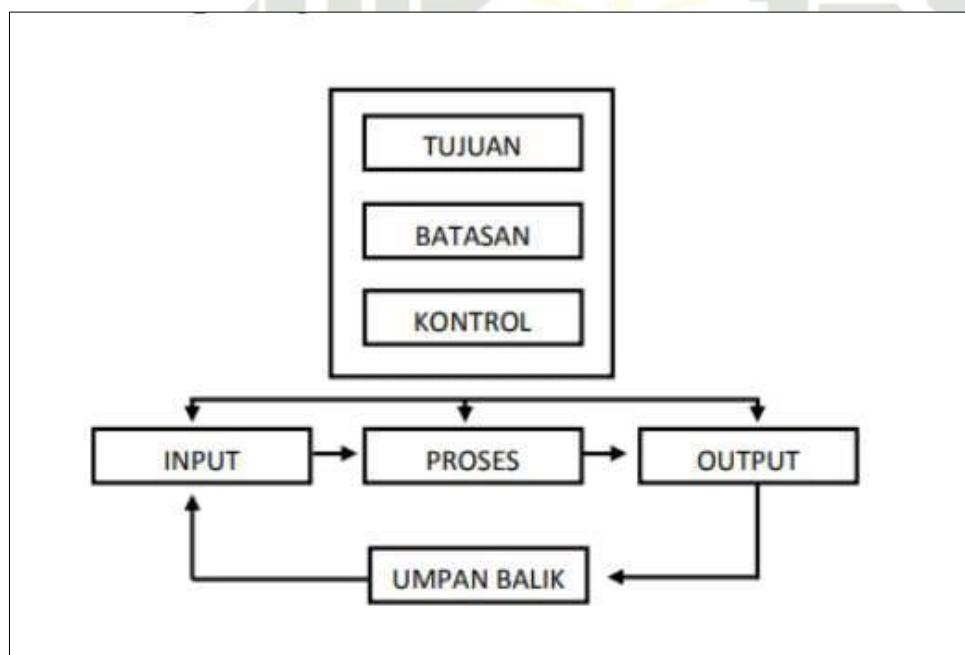 TUJUAN
BATASAN
KONTROL
INPUT
PROSES
OUTPUT
UMPAN BALIK